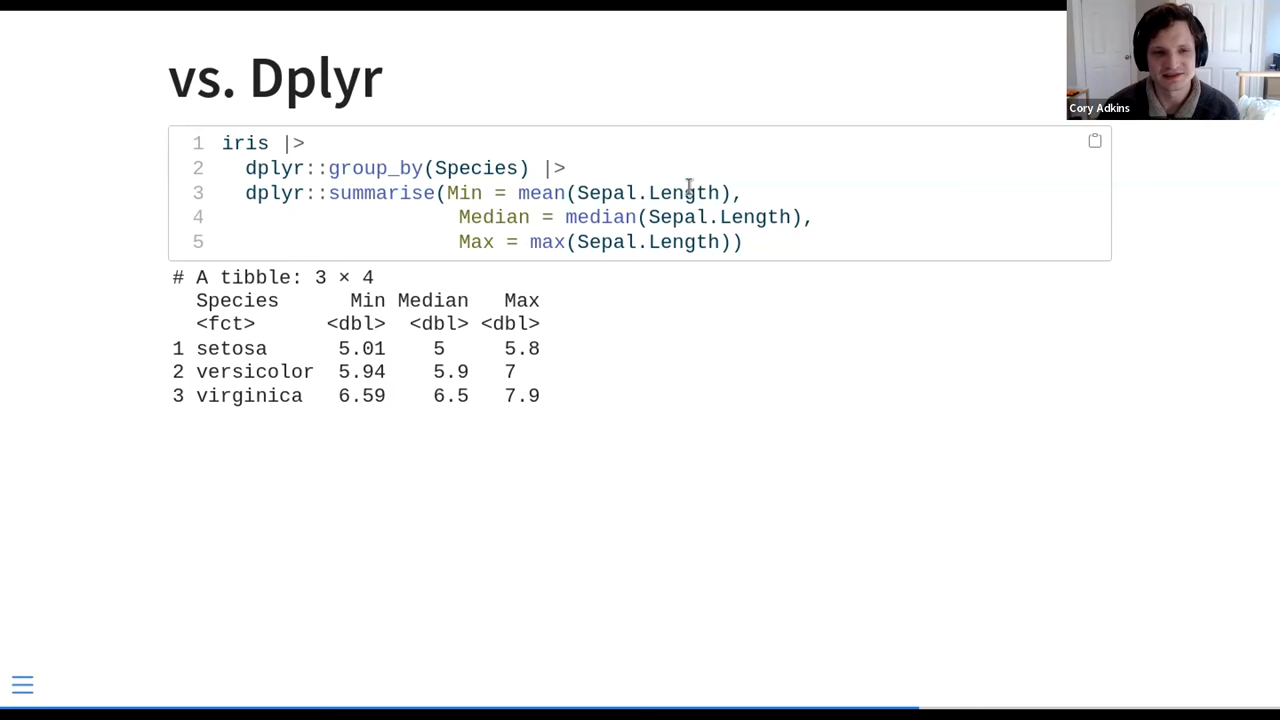 vs. Dplyr
Cory Adkins
1 iris |>
2 dplyr::group_by(Species) |>
3 dplyr::summarise(Min = mean(Sepal.Length),
4 Median = median(Sepal.Length),
5 Max = max(Sepal.Length))
# A tibble: 3 × 4
Species Min Median Max
<fct> <dbl> <dbl> <dbl>
1 setosa 5.01 5 5.8
2 versicolor 5.94 5.9 7
3 virginica 6.59 6.5 7.9